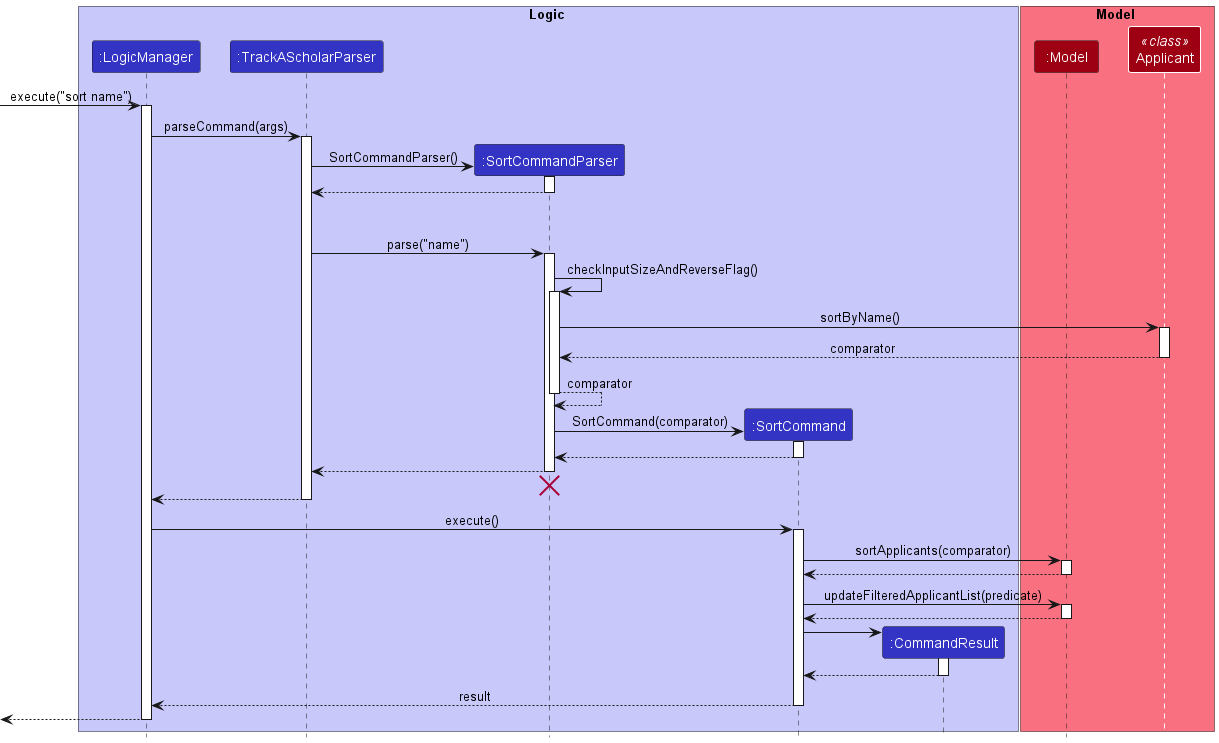 Logic
Model
:LogicManager
:TrackAScholarParser
:Model
«class»
Applicant
execute("sort name")
parseCommand(args)
SortCommandParser()
:SortCommandParser
parse("name")
checkInputSizeAndReverseFlag()
sortByName()
comparator
comparator
SortCommand(comparator)
:SortCommand
execute()
sortApplicants(comparator)
updateFilteredApplicantList(predicate)
:CommandResult
result